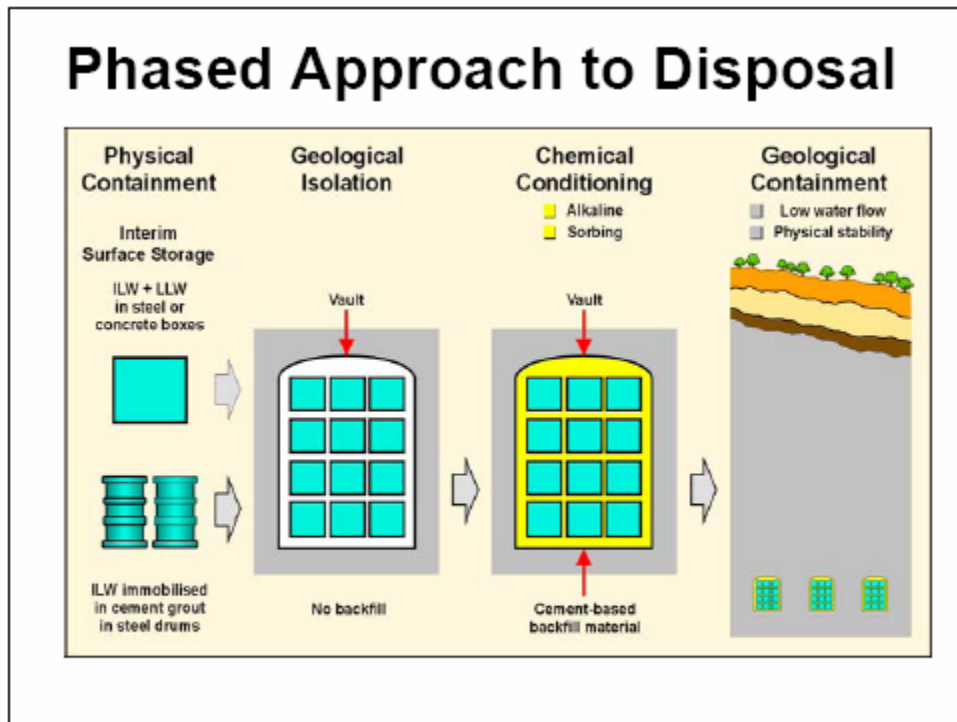 Phased Approach to Disposal
Physical
Containment
Interim
Surface Storage
ILW + LLW
in steel or
concrete boxes
ILW immobilised
in cement grout
in steel drums
Geological
Isolation
Vault
No backfill
Chemical
Conditioning
Alkaline
Sorbing
Vault
Cement-based
backfill material
Geological
Containment
Low water flow
Physical stability